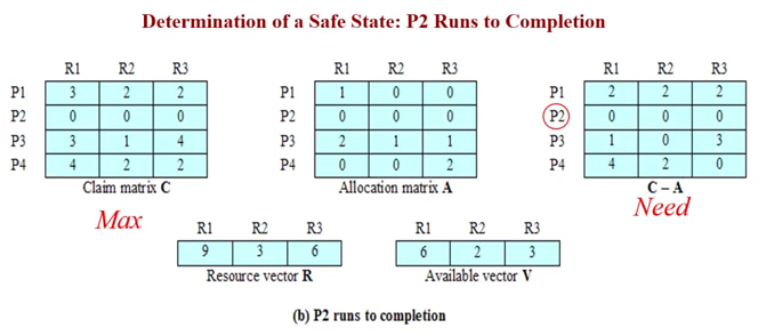 Determination of a Safe State: P2 Runs to Completion
R1 R2 R3
P1 3 2 2
P2 0 0 0
P3 3 1 4
P4 4 2 2
Claim matrix C
Max
R1 R2 R3
P1 1 0 0
P2 0 0 0
P3 2 1 1
P4 0 0 2
Allocation matrix A
R1 R2 R3
P1 2 2 2
P2 0 0 0
P3 1 0 3
P4 4 2 0
C – A
Need
R1 R2 R3
9 3 6
Resource vector R
R1 R2 R3
6 2 3
Available vector V
(b) P2 runs to completion